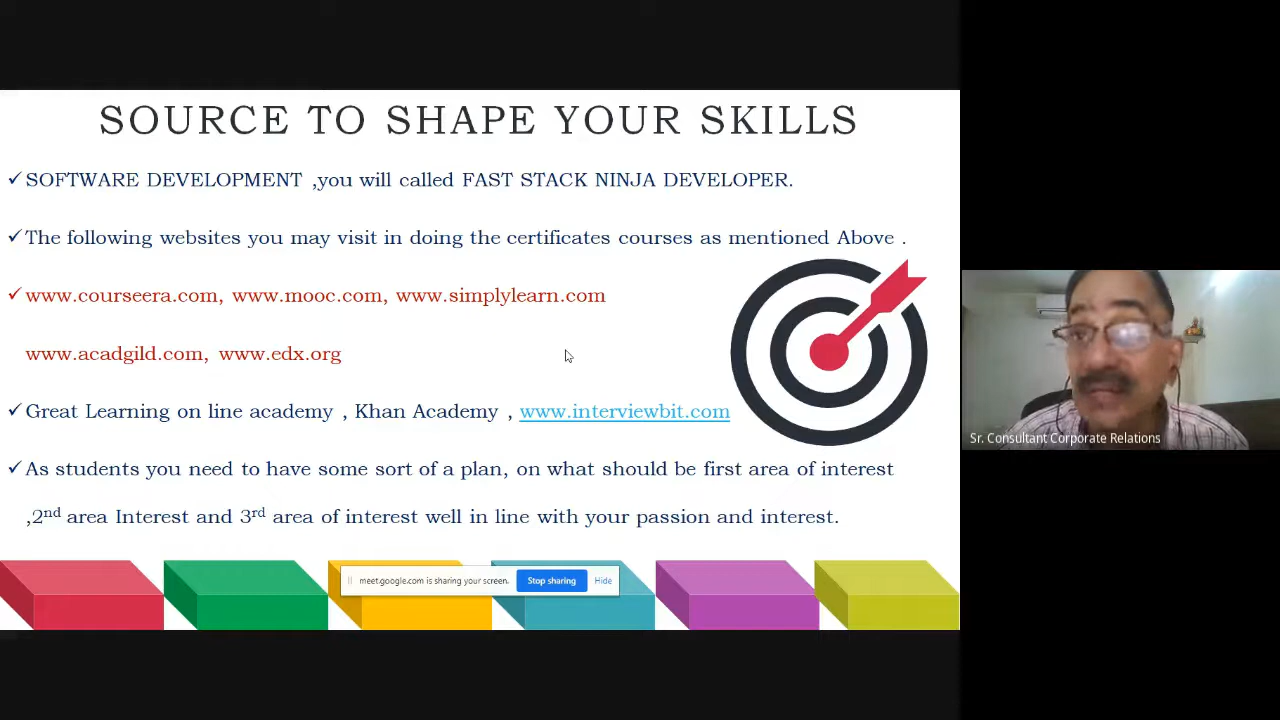 SOURCE TO SHAPE YOUR SKILLS
✓ SOFTWARE DEVELOPMENT ,you will called FAST STACK NINJA DEVELOPER.
✓ The following websites you may visit in doing the certificates courses as mentioned Above .
✓ www.courseera.com, www.mooc.com, www.simplylearn.com
www.acadgild.com, www.edx.org
✓ Great Learning on line academy , Khan Academy , www.interviewbit.com
✓ As students you need to have some sort of a plan, on what should be first area of interest
,2nd area Interest and 3rd area of interest well in line with your passion and interest.
meet.google.com is sharing your screen. Stop sharing Hide
Sr. Consultant Corporate Relations